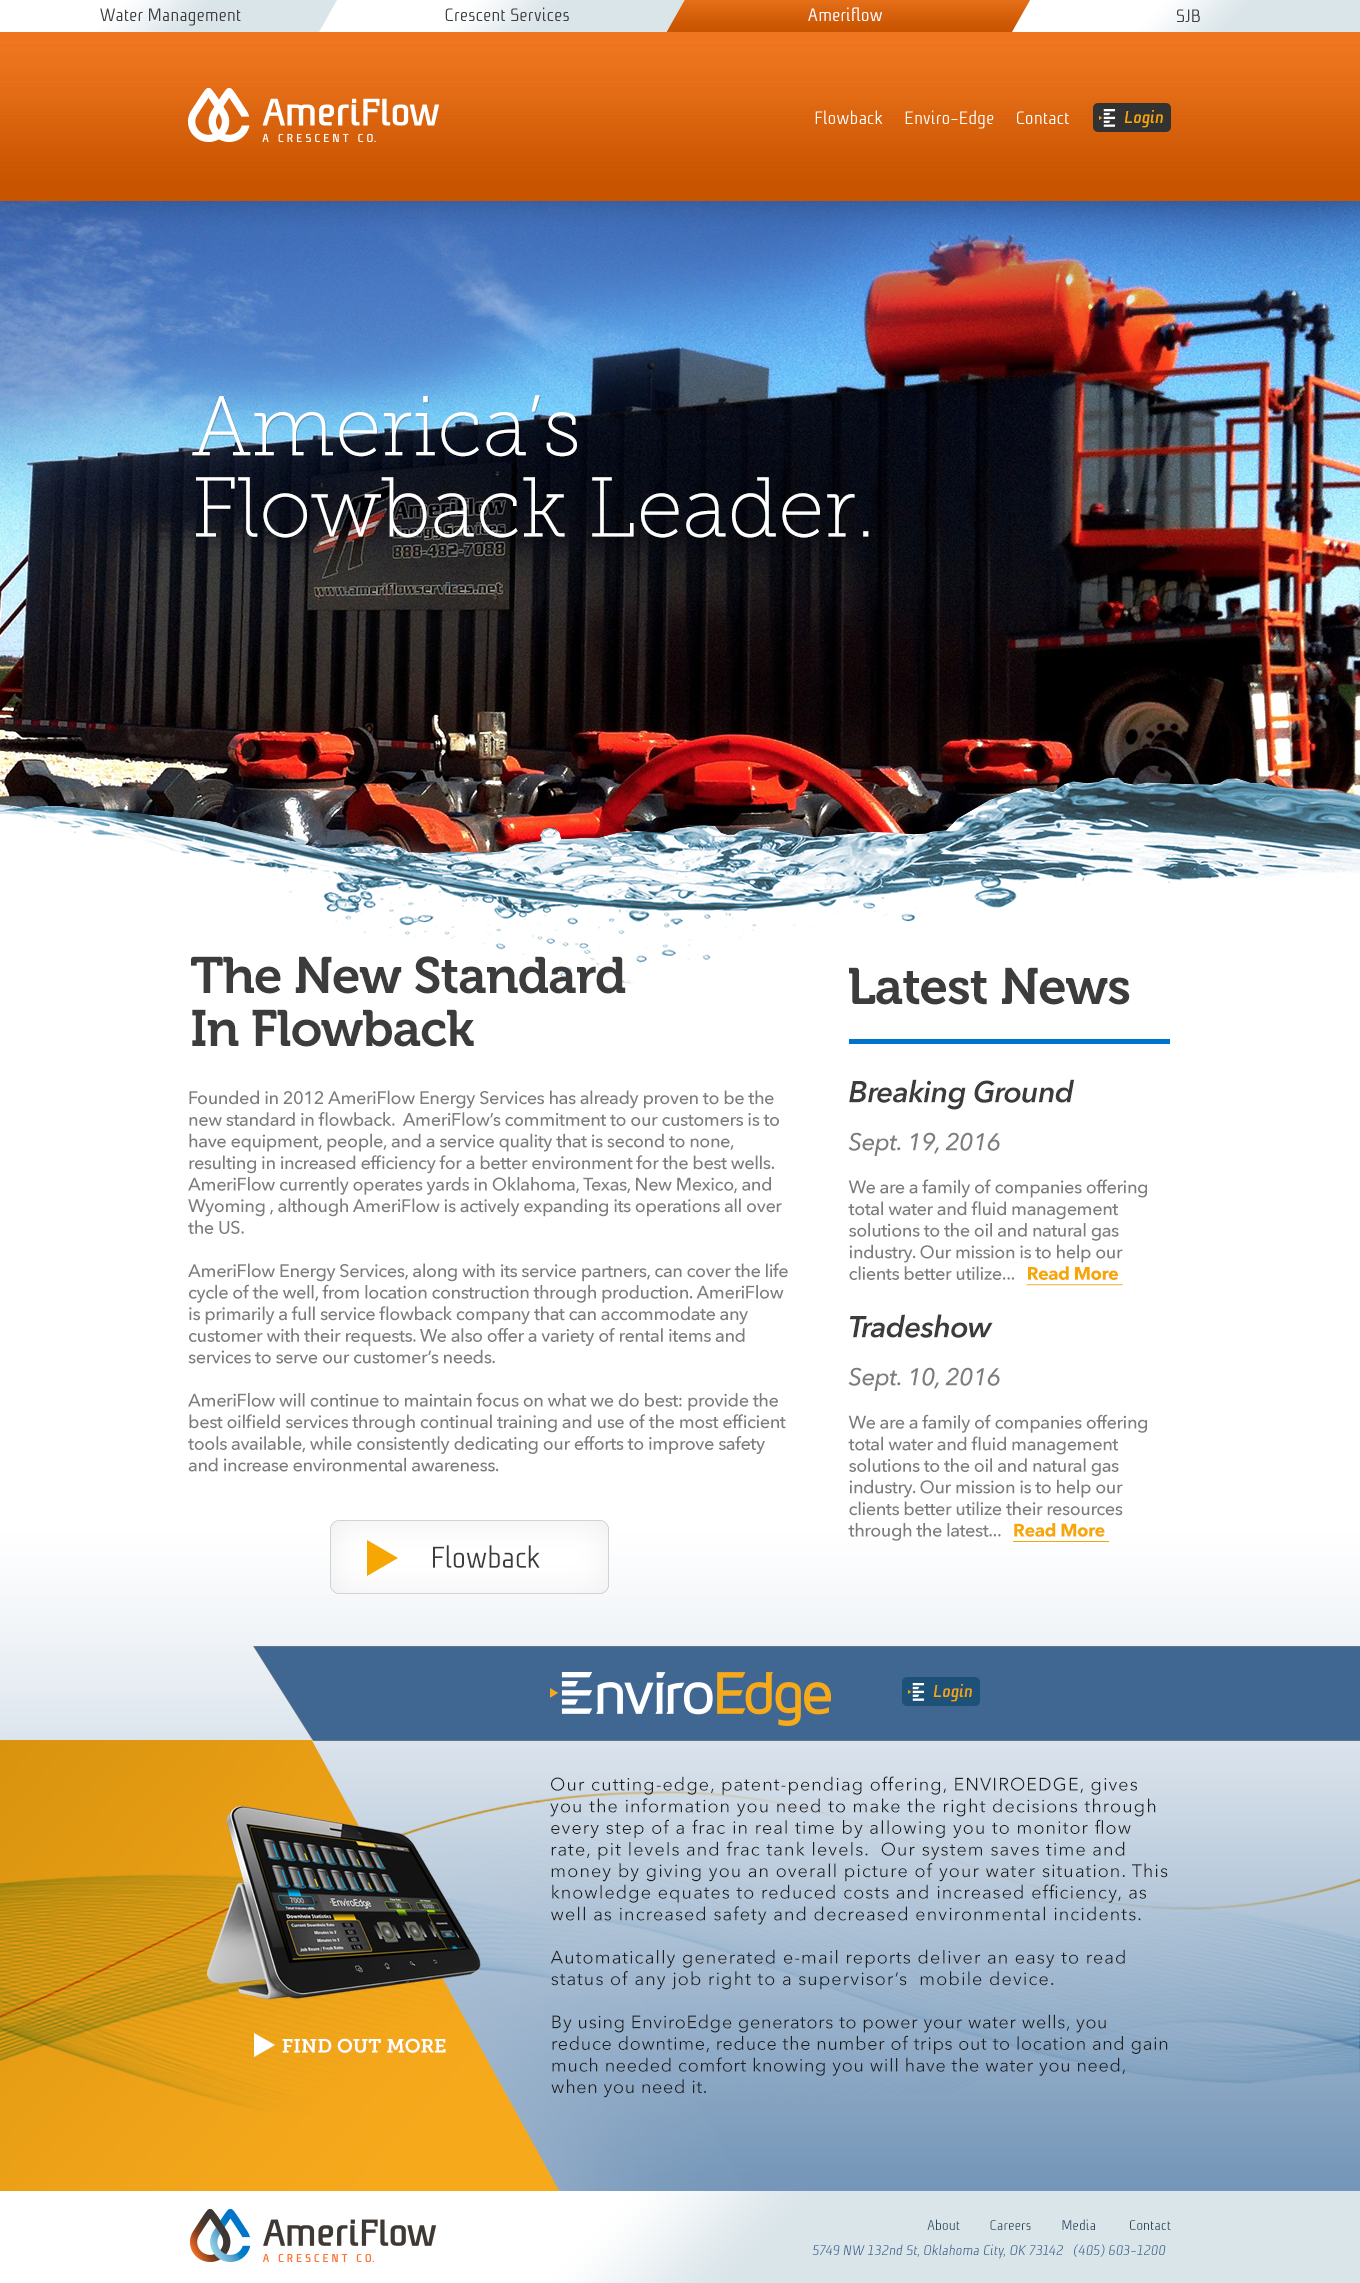 Water Management
Crescent Services
Ameriflow
SJB
AmeriFlow
A CRESCENT CO.
Flowback
Enviro-Edge
Contact
Login
America's
Flowback Leader.
AmeriFlow
Energy Services
888-482-7088
www.ameriflowservices.net
The New Standard
In Flowback
Founded in 2012 AmeriFlow Energy Services has already proven to be the
new standard in flowback.  AmeriFlow's commitment to our customers is to
have equipment, people, and a service quality that is second to none,
resulting in increased efficiency for a better environment for the best wells.
AmeriFlow currently operates yards in Oklahoma, Texas, New Mexico, and
Wyoming , although AmeriFlow is actively expanding its operations all over
the US.
AmeriFlow Energy Services, along with its service partners, can cover the life
cycle of the well, from location construction through production. AmeriFlow
is primarily a full service flowback company that can accommodate any
customer with their requests. We also offer a variety of rental items and
services to serve our customer's needs.
AmeriFlow will continue to maintain focus on what we do best: provide the
best oilfield services through continual training and use of the most efficient
tools available, while consistently dedicating our efforts to improve safety
and increase environmental awareness.
Flowback
Latest News
Breaking Ground
Sept. 19, 2016
We are a family of companies offering
total water and fluid management
solutions to the oil and natural gas
industry. Our mission is to help our
clients better utilize... Read More
Tradeshow
Sept. 10, 2016
We are a family of companies offering
total water and fluid management
solutions to the oil and natural gas
industry. Our mission is to help our
clients better utilize their resources
through the latest... Read More
EnviroEdge
Login
Our cutting-edge, patent-pendiag offering, ENVIROEDGE, gives
you the information you need to make the right decisions through
every step of a frac in real time by allowing you to monitor flow
rate, pit levels and frac tank levels.  Our system saves time and
money by giving you an overall picture of your water situation. This
knowledge equates to reduced costs and increased efficiency, as
well as increased safety and decreased environmental incidents.
Automatically generated e-mail reports deliver an easy to read
status of any job right to a supervisor's  mobile device.
By using EnviroEdge generators to power your water wells, you
reduce downtime, reduce the number of trips out to location and gain
much needed comfort knowing you will have the water you need,
when you need it.
EnviroEdge
Downhole Statistics
FIND OUT MORE
AmeriFlow
A CRESCENT CO.
About
Careers
Media
Contact
5749 NW 132nd St, Oklahoma City, OK 73142   (405) 603-1200